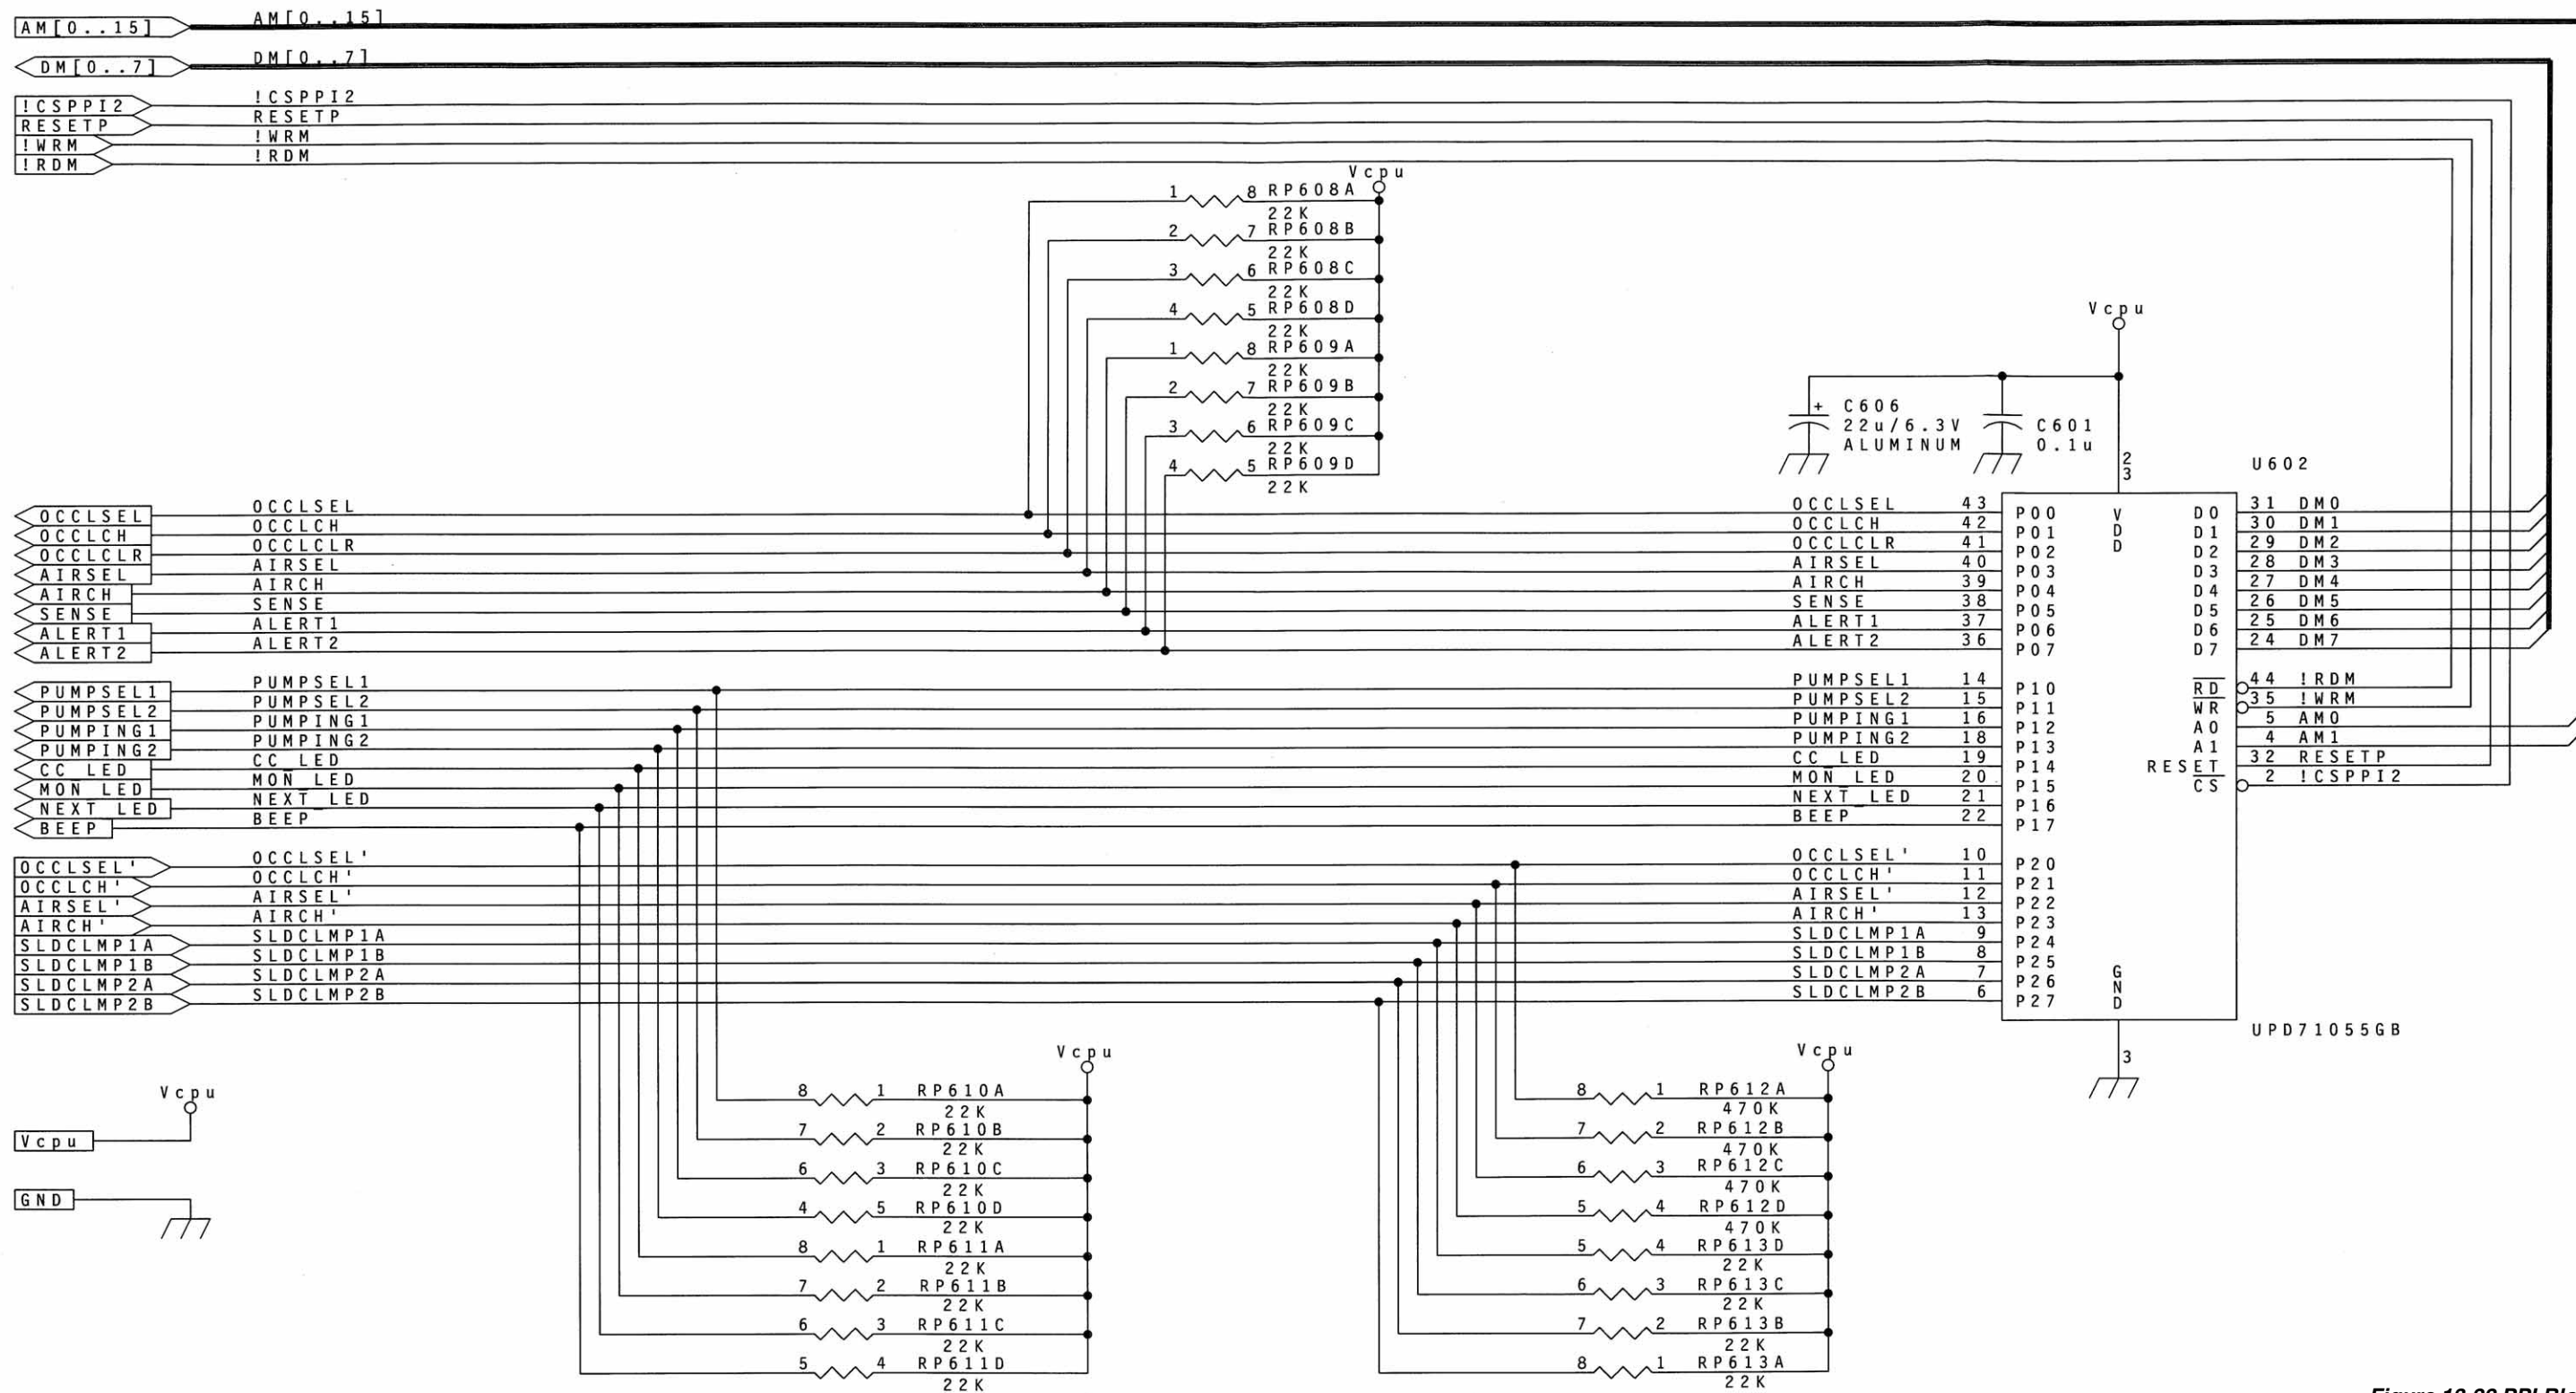 AM[0..15] AM[0..15]
DM[0..7] DM[0..7]
!CSPPI2 !CSPPI2
RESETP RESETP
!WRM !WRM
!RDM !RDM
Vcpu
1 8 RP608A
22K
2 7 RP608B
22K
3 6 RP608C
22K
4 5 RP608D
22K
1 8 RP609A
22K
2 7 RP609B
22K
3 6 RP609C
22K
4 5 RP609D
22K
Vcpu
+ C606
22u/6.3V
ALUMINUM
C601
0.1u
23
U602
OCCLSEL OCCLSEL OCCLSEL 43 P00 VDD D0 31 DM0
OCCLCH OCCLCH OCCLCH 42 P01 D1 30 DM1
OCCLCLR OCCLCLR OCCLCLR 41 P02 D2 29 DM2
AIRSEL AIRSEL AIRSEL 40 P03 D3 28 DM3
AIRCH AIRCH AIRCH 39 P04 D4 27 DM4
SENSE SENSE SENSE 38 P05 D5 26 DM5
ALERT1 ALERT1 ALERT1 37 P06 D6 25 DM6
ALERT2 ALERT2 ALERT2 36 P07 D7 24 DM7
PUMPSEL1 PUMPSEL1 PUMPSEL1 14 P10 RD 44 !RDM
PUMPSEL2 PUMPSEL2 PUMPSEL2 15 P11 WR 35 !WRM
PUMPING1 PUMPING1 PUMPING1 16 P12 A0 5 AM0
PUMPING2 PUMPING2 PUMPING2 18 P13 A1 4 AM1
CC_LED CC_LED CC_LED 19 P14 RESET 32 RESETP
MON_LED MON_LED MON_LED 20 P15 CS 2 !CSPPI2
NEXT_LED NEXT_LED NEXT_LED 21 P16
BEEP BEEP BEEP 22 P17
OCCLSEL' OCCLSEL' OCCLSEL' 10 P20
OCCLCH' OCCLCH' OCCLCH' 11 P21
AIRSEL' AIRSEL' AIRSEL' 12 P22
AIRCH' AIRCH' AIRCH' 13 P23
SLDCLMP1A SLDCLMP1A SLDCLMP1A 9 P24
SLDCLMP1B SLDCLMP1B SLDCLMP1B 8 P25
SLDCLMP2A SLDCLMP2A SLDCLMP2A 7 P26 GND
SLDCLMP2B SLDCLMP2B SLDCLMP2B 6 P27
UPD71055GB
3
Vcpu
Vcpu
GND
Vcpu
8 1 RP610A
22K
7 2 RP610B
22K
6 3 RP610C
22K
4 5 RP610D
22K
8 1 RP611A
22K
7 2 RP611B
22K
6 3 RP611C
22K
5 4 RP611D
22K
Vcpu
8 1 RP612A
470K
7 2 RP612B
470K
6 3 RP612C
470K
5 4 RP612D
470K
5 4 RP613D
22K
6 3 RP613C
22K
7 2 RP613B
22K
8 1 RP613A
22K